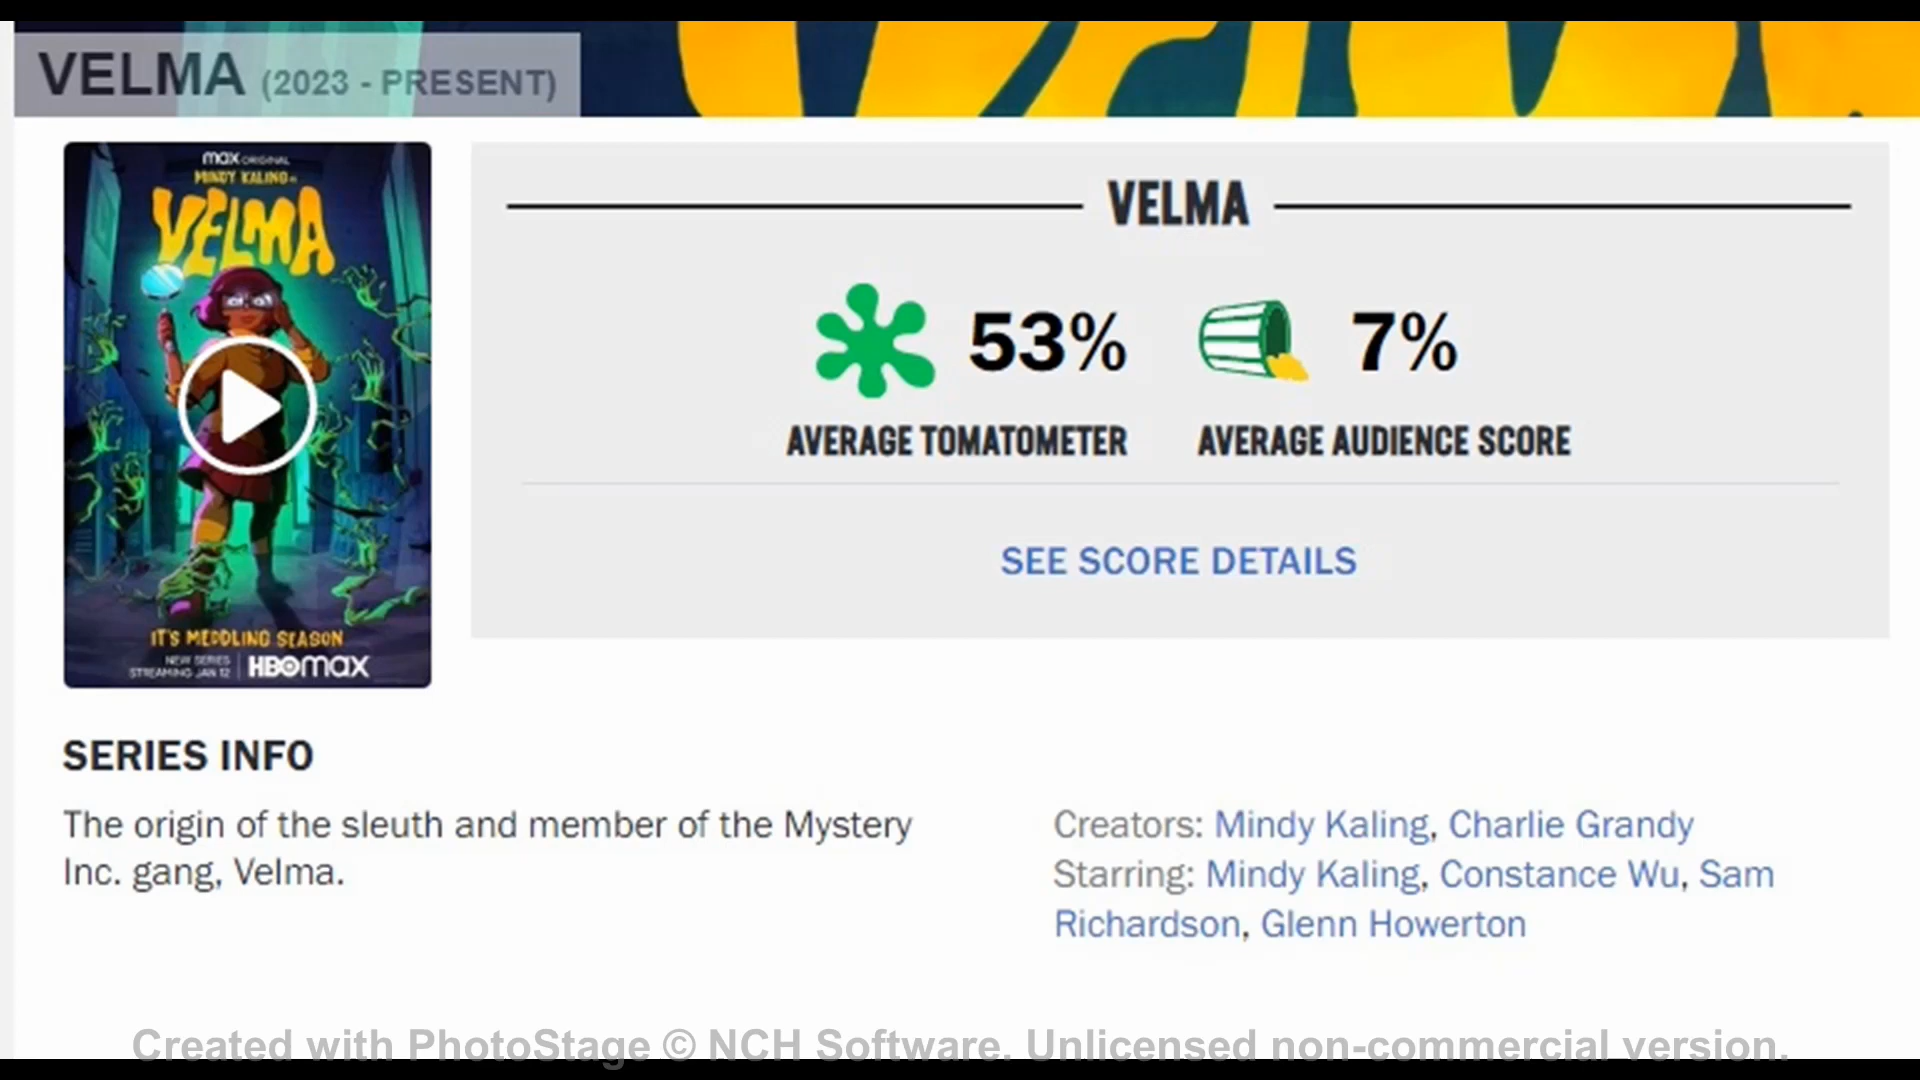 VELMA (2023 - PRESENT)
max ORIGINAL
MINDY KALING IS
VELMA
IT'S MEDDLING SEASON
NEW SERIES
STREAMING JAN 12
HBOmax
VELMA
53%
7%
AVERAGE TOMATOMETER
AVERAGE AUDIENCE SCORE
SEE SCORE DETAILS
SERIES INFO
The origin of the sleuth and member of the Mystery
Inc. gang, Velma.
Creators: Mindy Kaling, Charlie Grandy
Starring: Mindy Kaling, Constance Wu, Sam
Richardson, Glenn Howerton
Created with PhotoStage © NCH Software. Unlicensed non-commercial version.